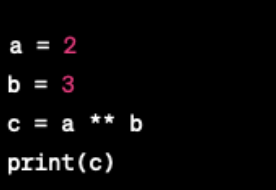 a = 2
b = 3
c = a ** b
print(c)